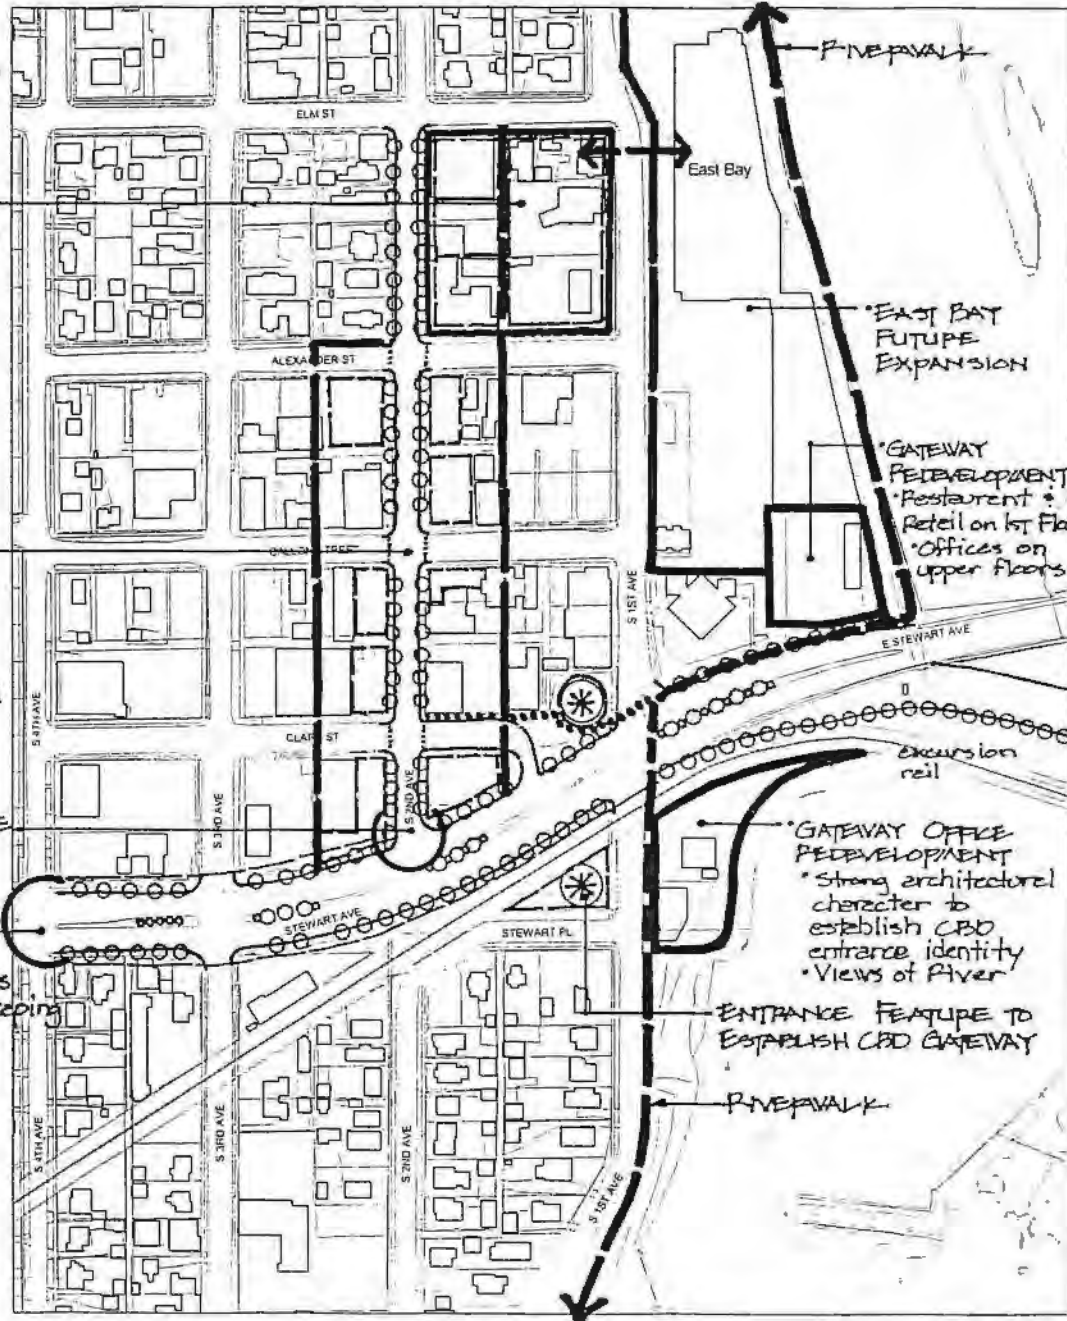 RIVERWALK
ELM ST
East Bay
• EAST BAY
FUTURE
EXPANSION
ALEXANDER ST
• GATEWAY
REDEVELOPMENT
• Restaurant &
Retail on 1st Flo
• Offices on
upper floors
STREET
S 1ST AVE
E STEWART AVE
S 4TH AVE
CLARK ST
excursion
rail
S 3RD AVE
S 2ND AVE
• GATEWAY OFFICE
REDEVELOPMENT
• Strong architectural
character to
establish CBD
entrance identity
• Views of River
STEWART AVE
STEWART PL
s
eping
ENTRANCE FEATURE TO
ESTABLISH CBD GATEWAY
RIVERWALK
S 4TH AVE
S 3RD AVE
S 2ND AVE
S 1ST AVE